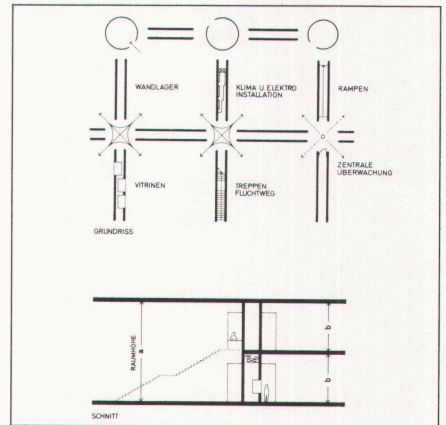 WANDLAGER
KLIMA U. ELEKTRO
INSTALLATION
RAMPEN
VITRINEN
TREPPEN
FLUCHTWEG
ZENTRALE
ÜBERWACHUNG
GRUNDRISS
RAUMHÖHE
a
b
b
SCHNITT